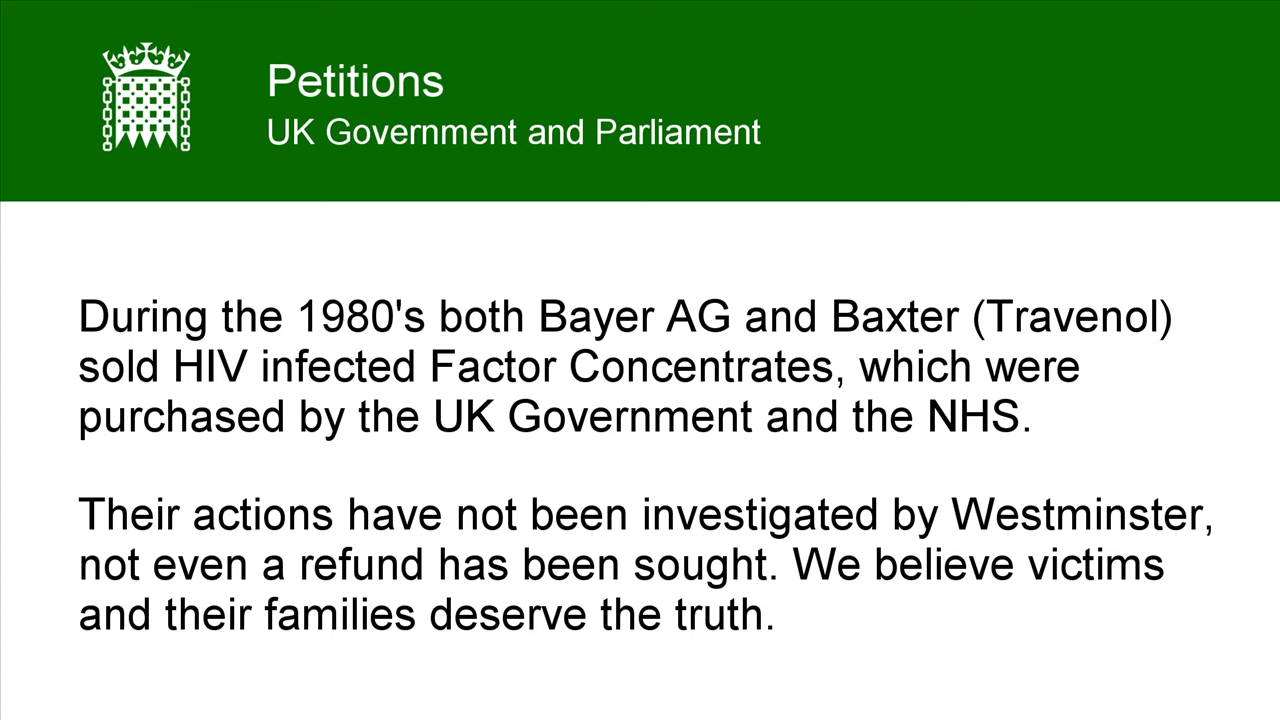 Petitions
UK Government and Parliament
During the 1980's both Bayer AG and Baxter (Travenol)
sold HIV infected Factor Concentrates, which were
purchased by the UK Government and the NHS.
Their actions have not been investigated by Westminster,
not even a refund has been sought. We believe victims
and their families deserve the truth.